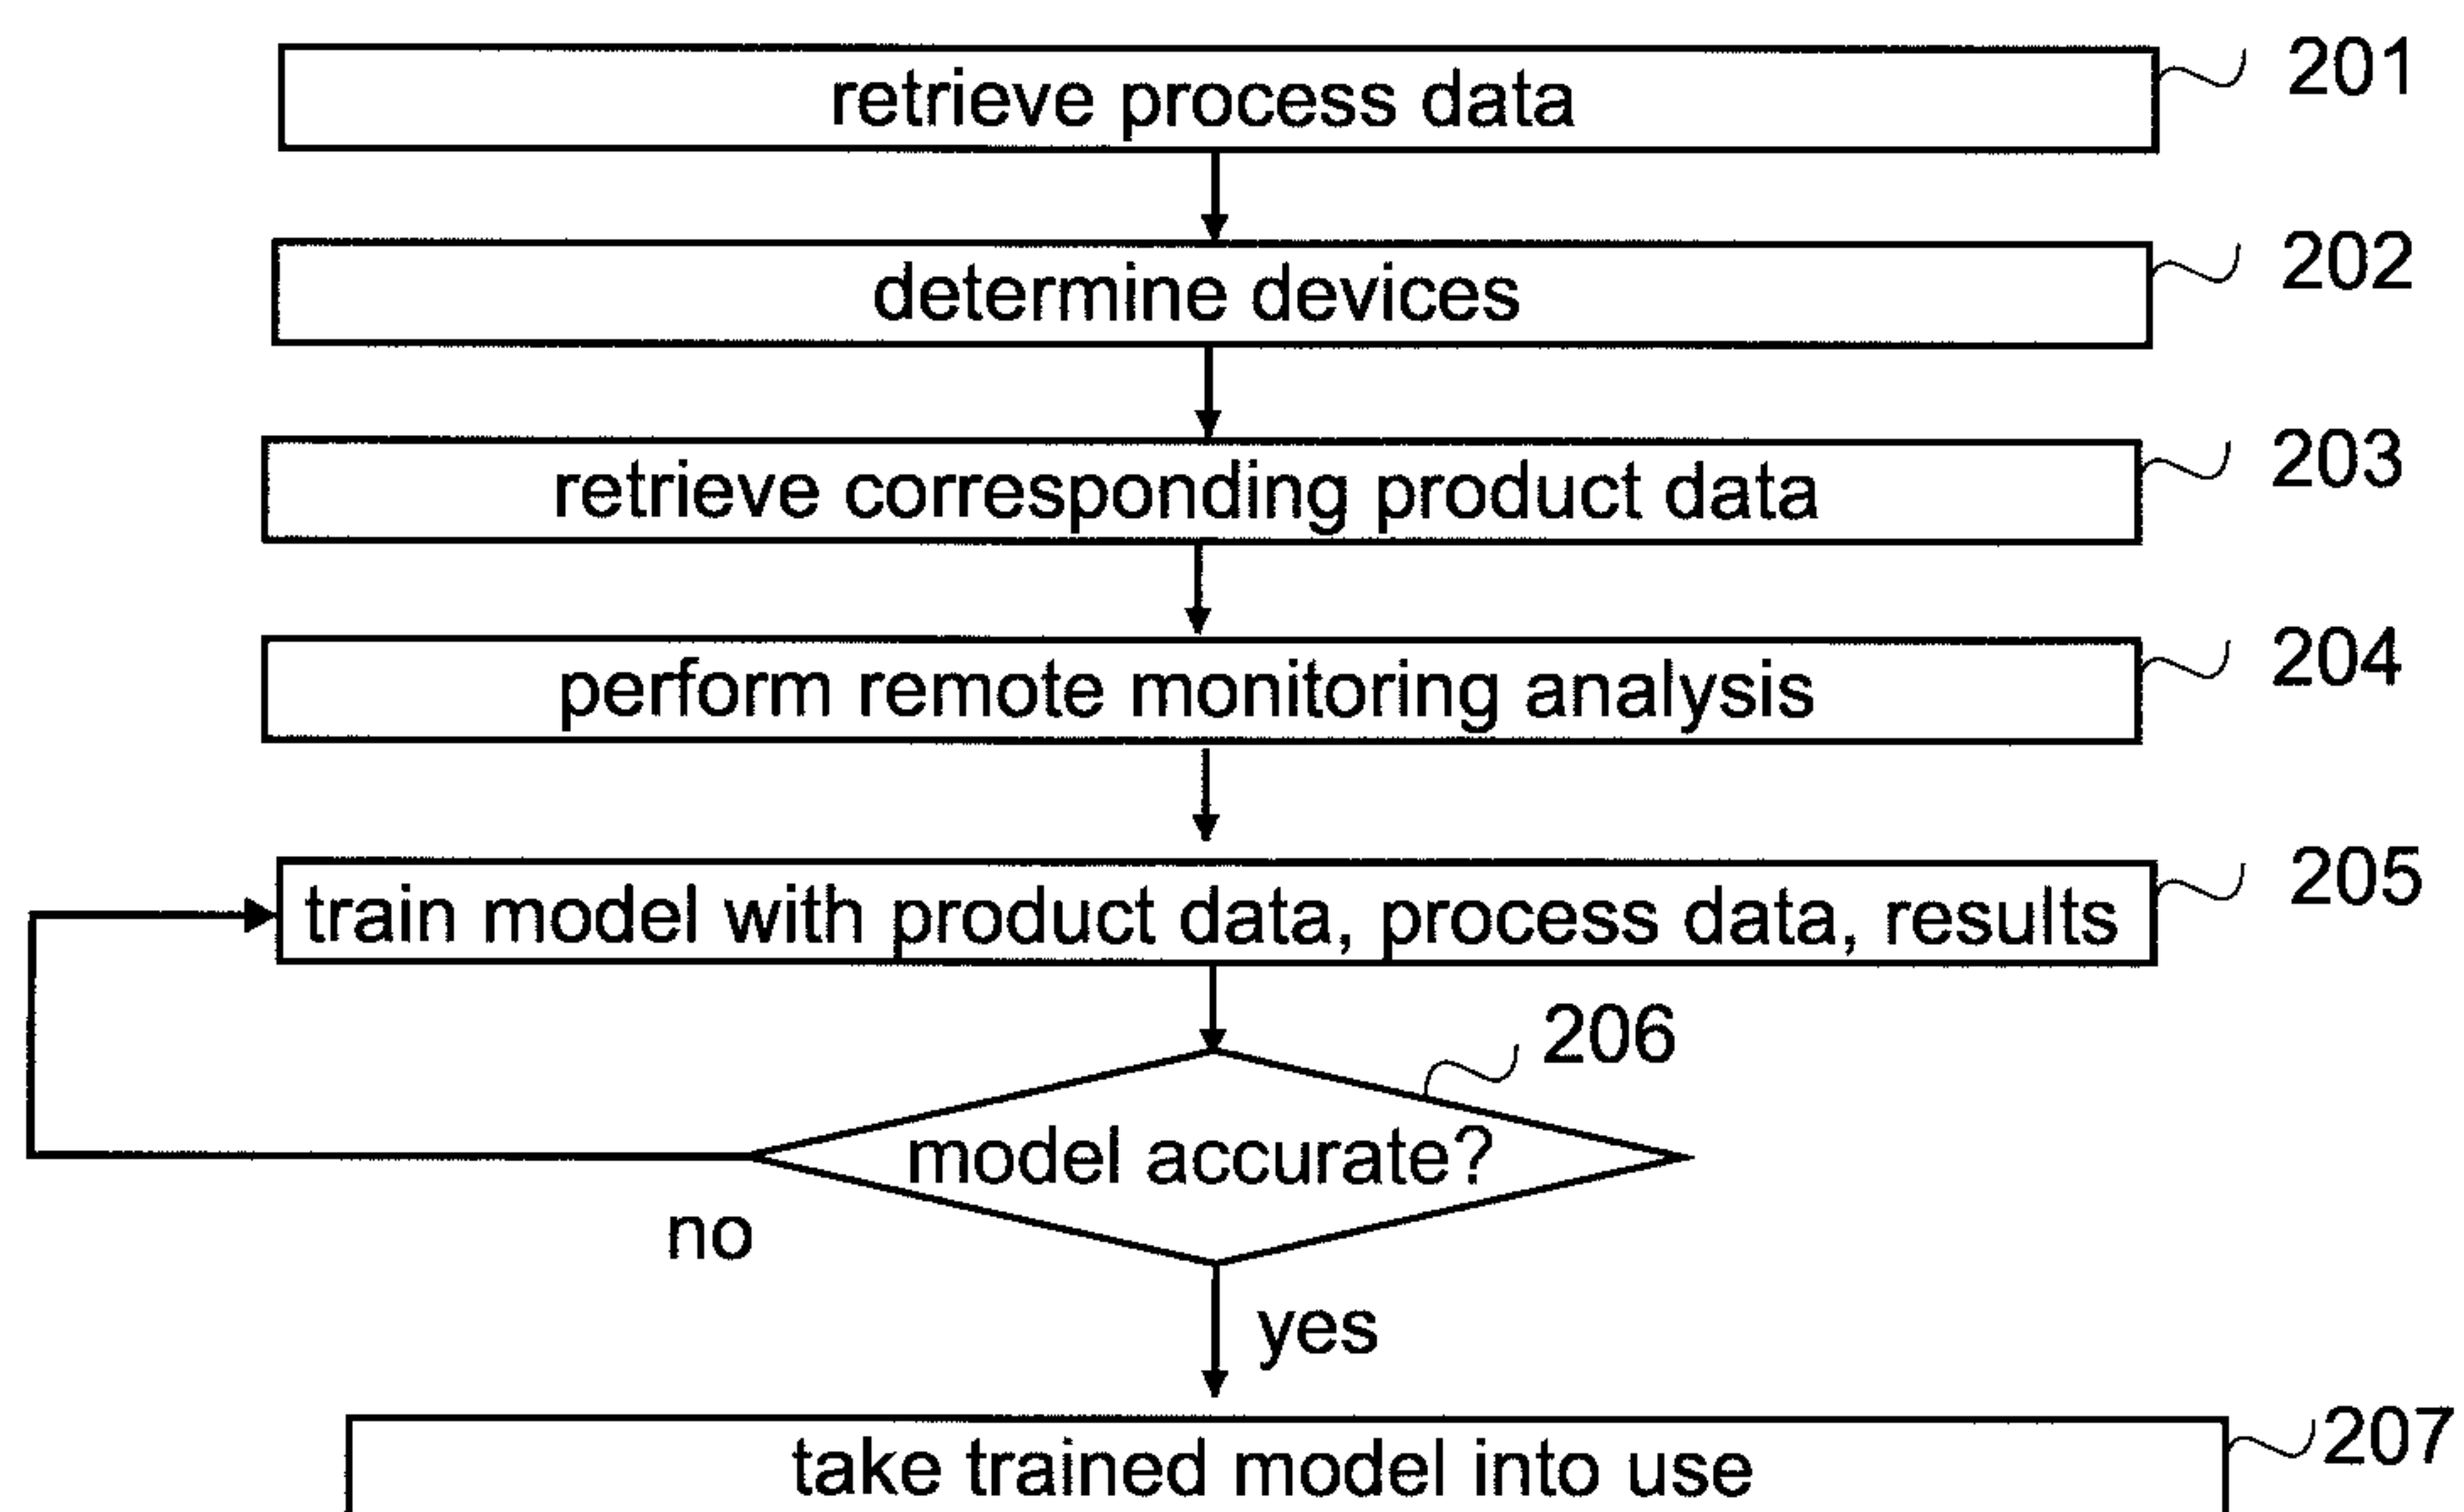 retrieve process data
201
determine devices
202
retrieve corresponding product data
203
perform remote monitoring analysis
204
train model with product data, process data, results
205
206
model accurate?
no
yes
take trained model into use
207